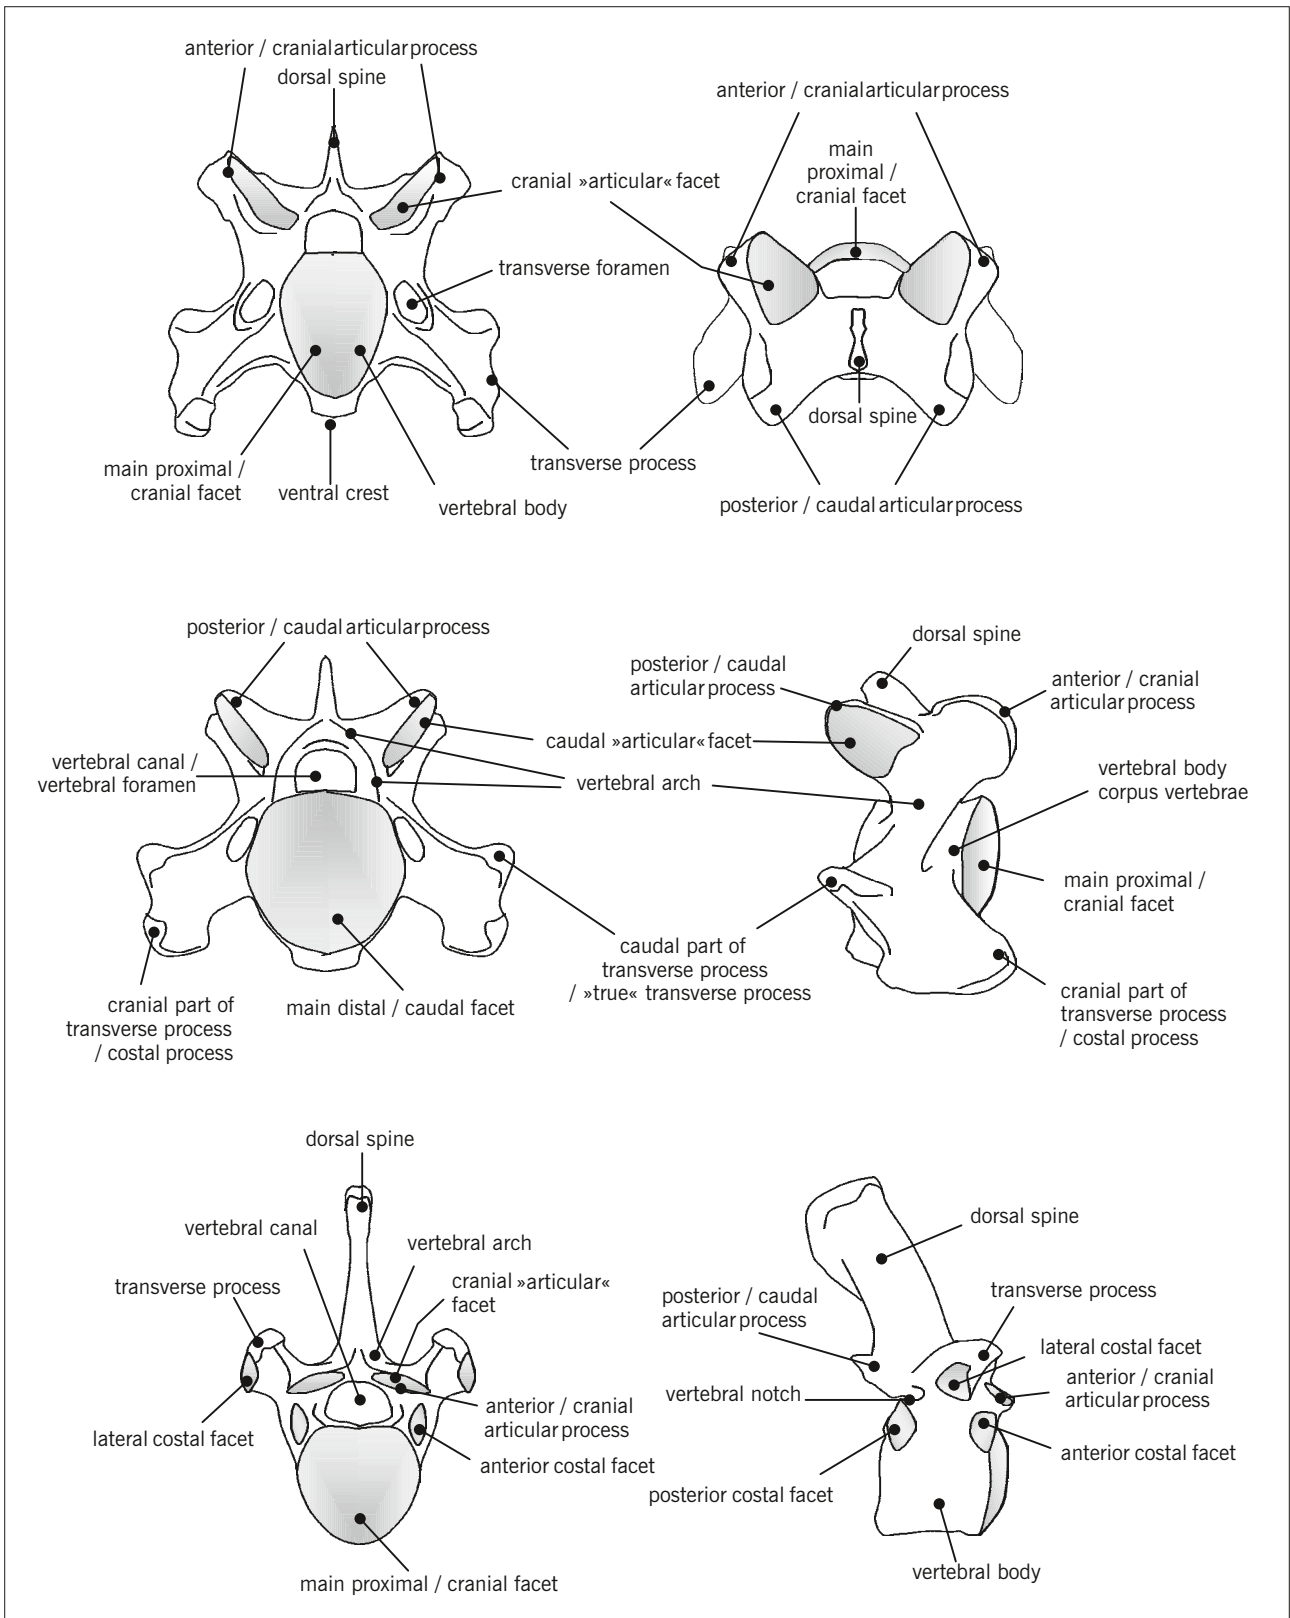 anterior / cranial articular process
dorsal spine
anterior / cranial articular process
main
proximal /
cranial facet
cranial »articular« facet
transverse foramen
dorsal spine
main proximal /
cranial facet
ventral crest
vertebral body
transverse process
posterior / caudal articular process
posterior / caudal articular process
dorsal spine
posterior / caudal
articular process
anterior / cranial
articular process
caudal »articular« facet
vertebral canal /
vertebral foramen
vertebral arch
vertebral body
corpus vertebrae
main proximal /
cranial facet
caudal part of
transverse process
/ »true« transverse process
cranial part of
transverse process
/ costal process
main distal / caudal facet
cranial part of
transverse process
/ costal process
dorsal spine
vertebral canal
vertebral arch
transverse process
cranial »articular«
facet
lateral costal facet
anterior / cranial
articular process
anterior costal facet
main proximal / cranial facet
dorsal spine
posterior / caudal
articular process
transverse process
lateral costal facet
vertebral notch
anterior / cranial
articular process
anterior costal facet
posterior costal facet
vertebral body